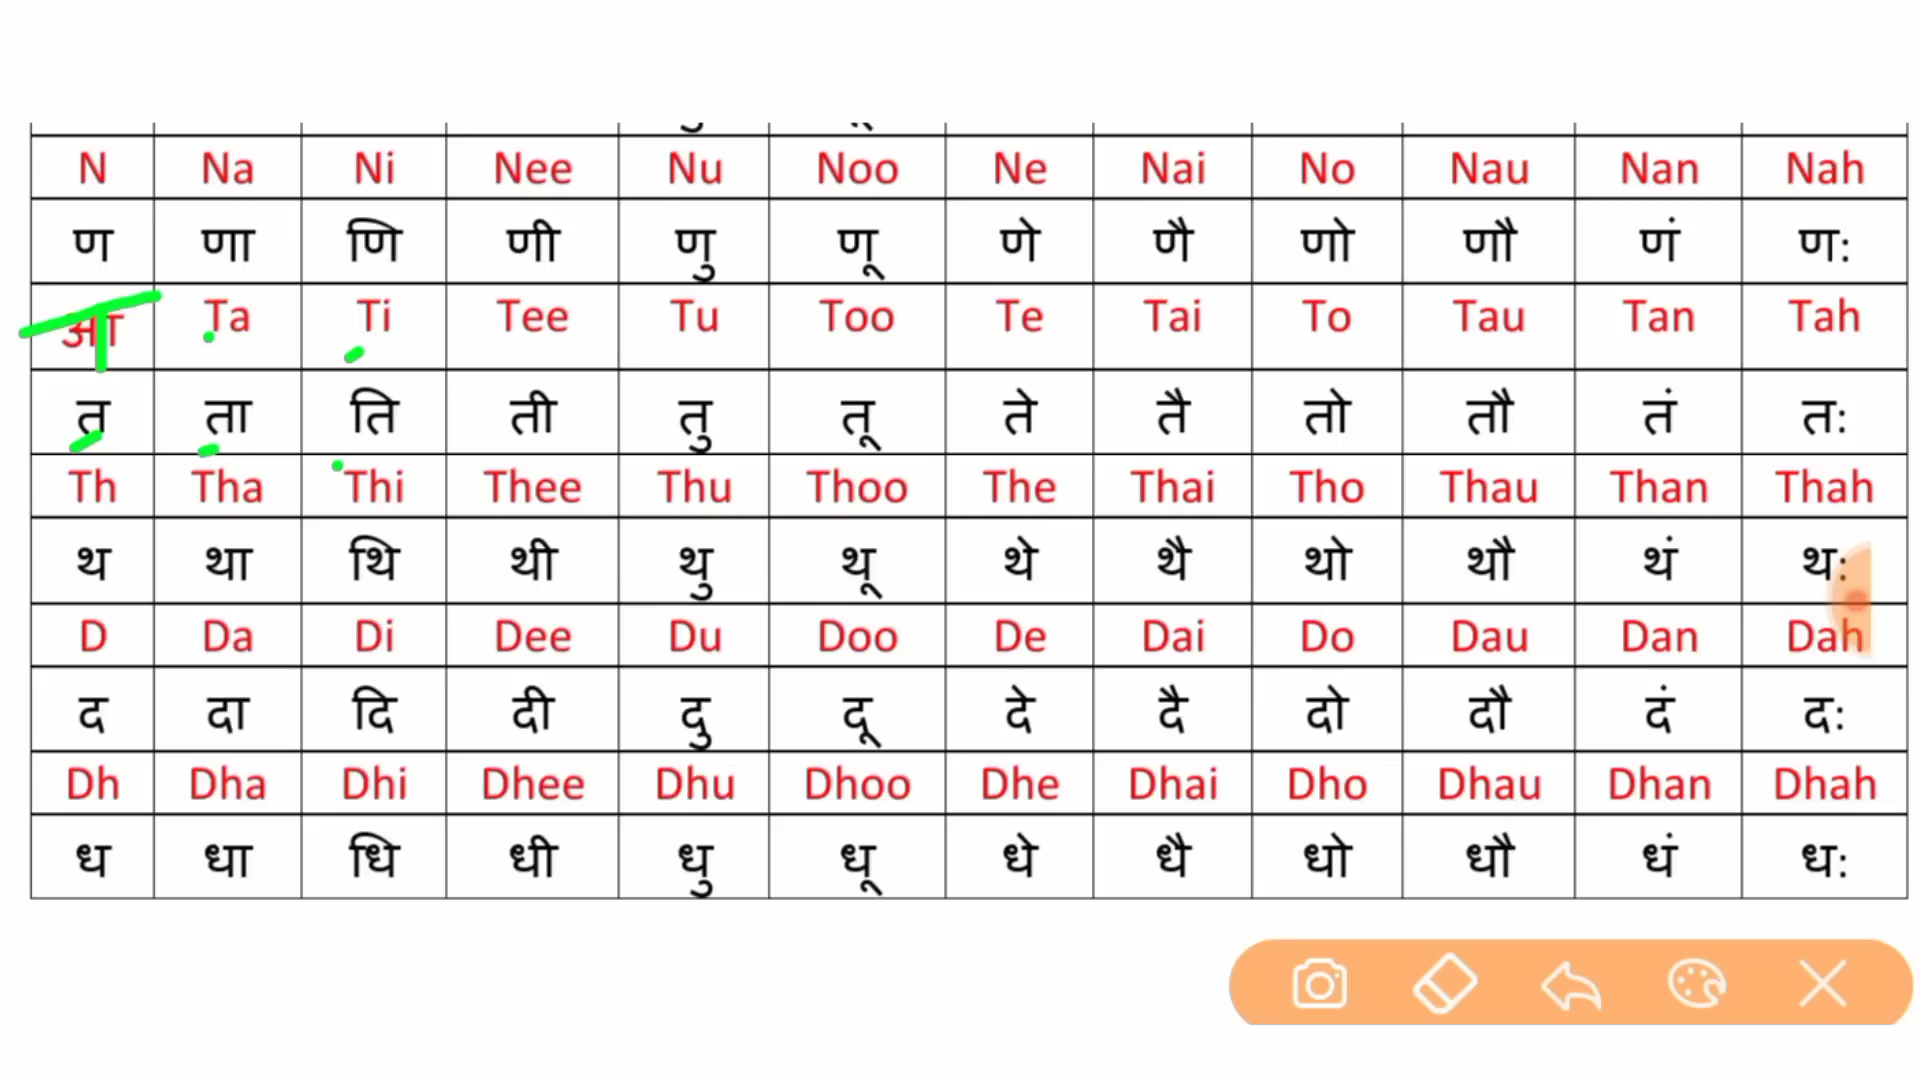 N Na Ni Nee Nu Noo Ne Nai No Nau Nan Nah
ण णा णि णी णु णू णे णै णो णौ णं णः
आ Ta Ti Tee Tu Too Te Tai To Tau Tan Tah
त ता ति ती तु तू ते तै तो तौ तं तः
Th Tha Thi Thee Thu Thoo The Thai Tho Thau Than Thah
थ था थि थी थु थू थे थै थो थौ थं थः
D Da Di Dee Du Doo De Dai Do Dau Dan Dah
द दा दि दी दु दू दे दै दो दौ दं दः
Dh Dha Dhi Dhee Dhu Dhoo Dhe Dhai Dho Dhau Dhan Dhah
ध धा धि धी धु धू धे धै धो धौ धं धः